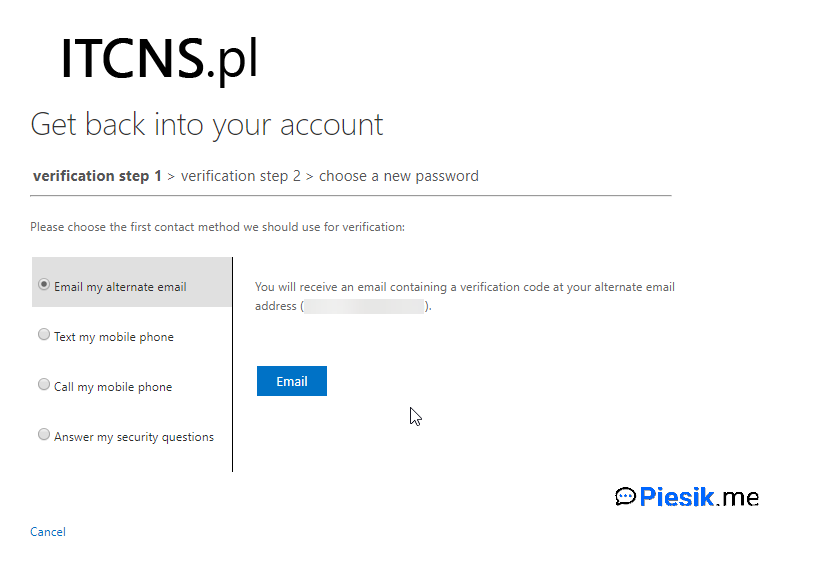 ITCNS.pl
Get back into your account
verification step 1 > verification step 2 > choose a new password
Please choose the first contact method we should use for verification:
Email my alternate email
Text my mobile phone
Call my mobile phone
Answer my security questions
You will receive an email containing a verification code at your alternate email
address ( ).
Email
Piesik.me
Cancel